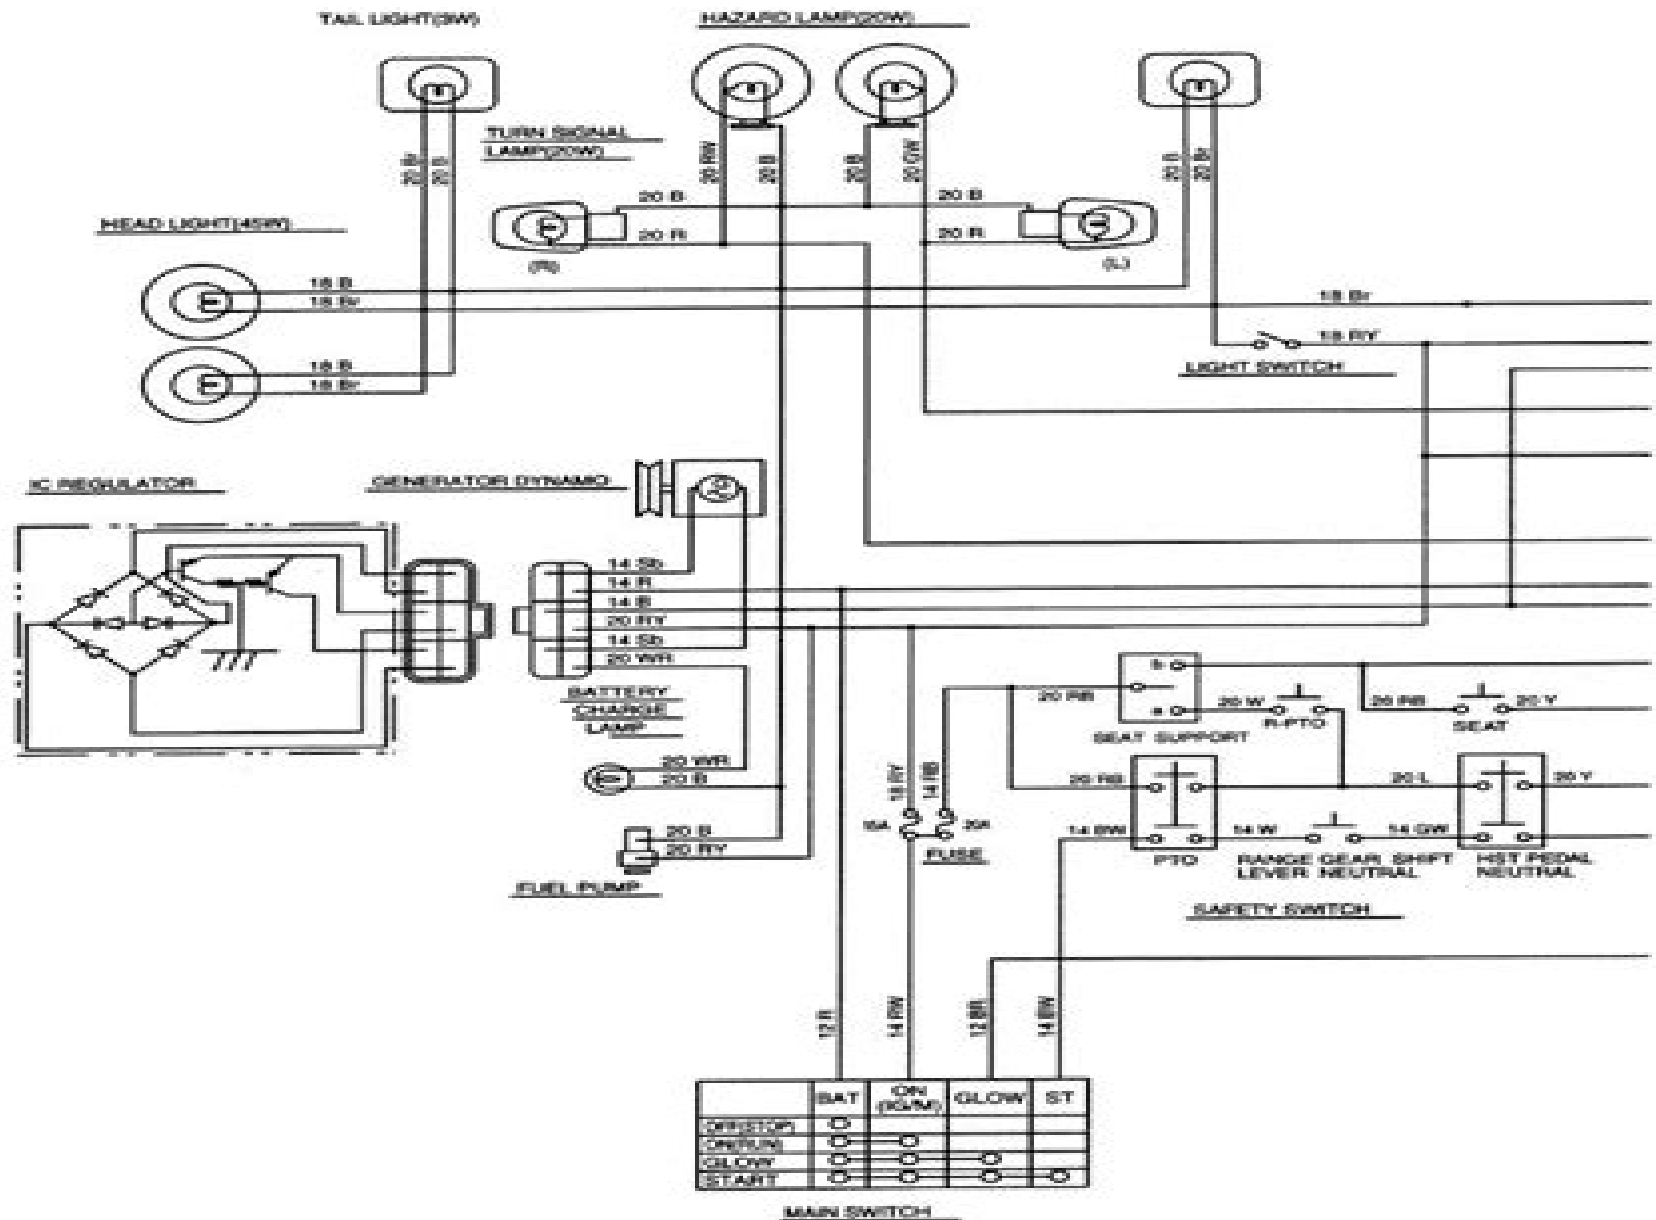 TAIL LIGHT(5W)
HAZARD LAMP(20W)
TURN SIGNAL
LAMP(20W)
20 Br
20 B
20 RW
20 B
20 B
20 GW
20 B
20 Br
20 B
20 R
(R)
20 B
20 R
(L)
HEAD LIGHT(45W)
18 B
18 Br
18 B
18 Br
18 Br
18 RY
LIGHT SWITCH
IC REGULATOR
GENERATOR DYNAMO
14 Sb
14 R
14 B
20 RY
14 Sb
20 WR
BATTERY
CHARGE
LAMP
20 WR
20 B
20 B
20 RY
FUEL PUMP
18 RY
14 RB
15A
20A
FUSE
b
20 RB
a
SEAT SUPPORT
20 W
R-PTO
20 RB
SEAT
20 Y
20 RB
20 L
20 Y
14 BW
14 W
14 GW
PTO
RANGE GEAR SHIFT
LEVER NEUTRAL
HST PEDAL
NEUTRAL
SAFETY SWITCH
12 R
14 RW
12 BR
14 BW
BAT
ON
(IG/M)
GLOW
ST
OFF(STOP)
ON(RUN)
GLOW
START
MAIN SWITCH